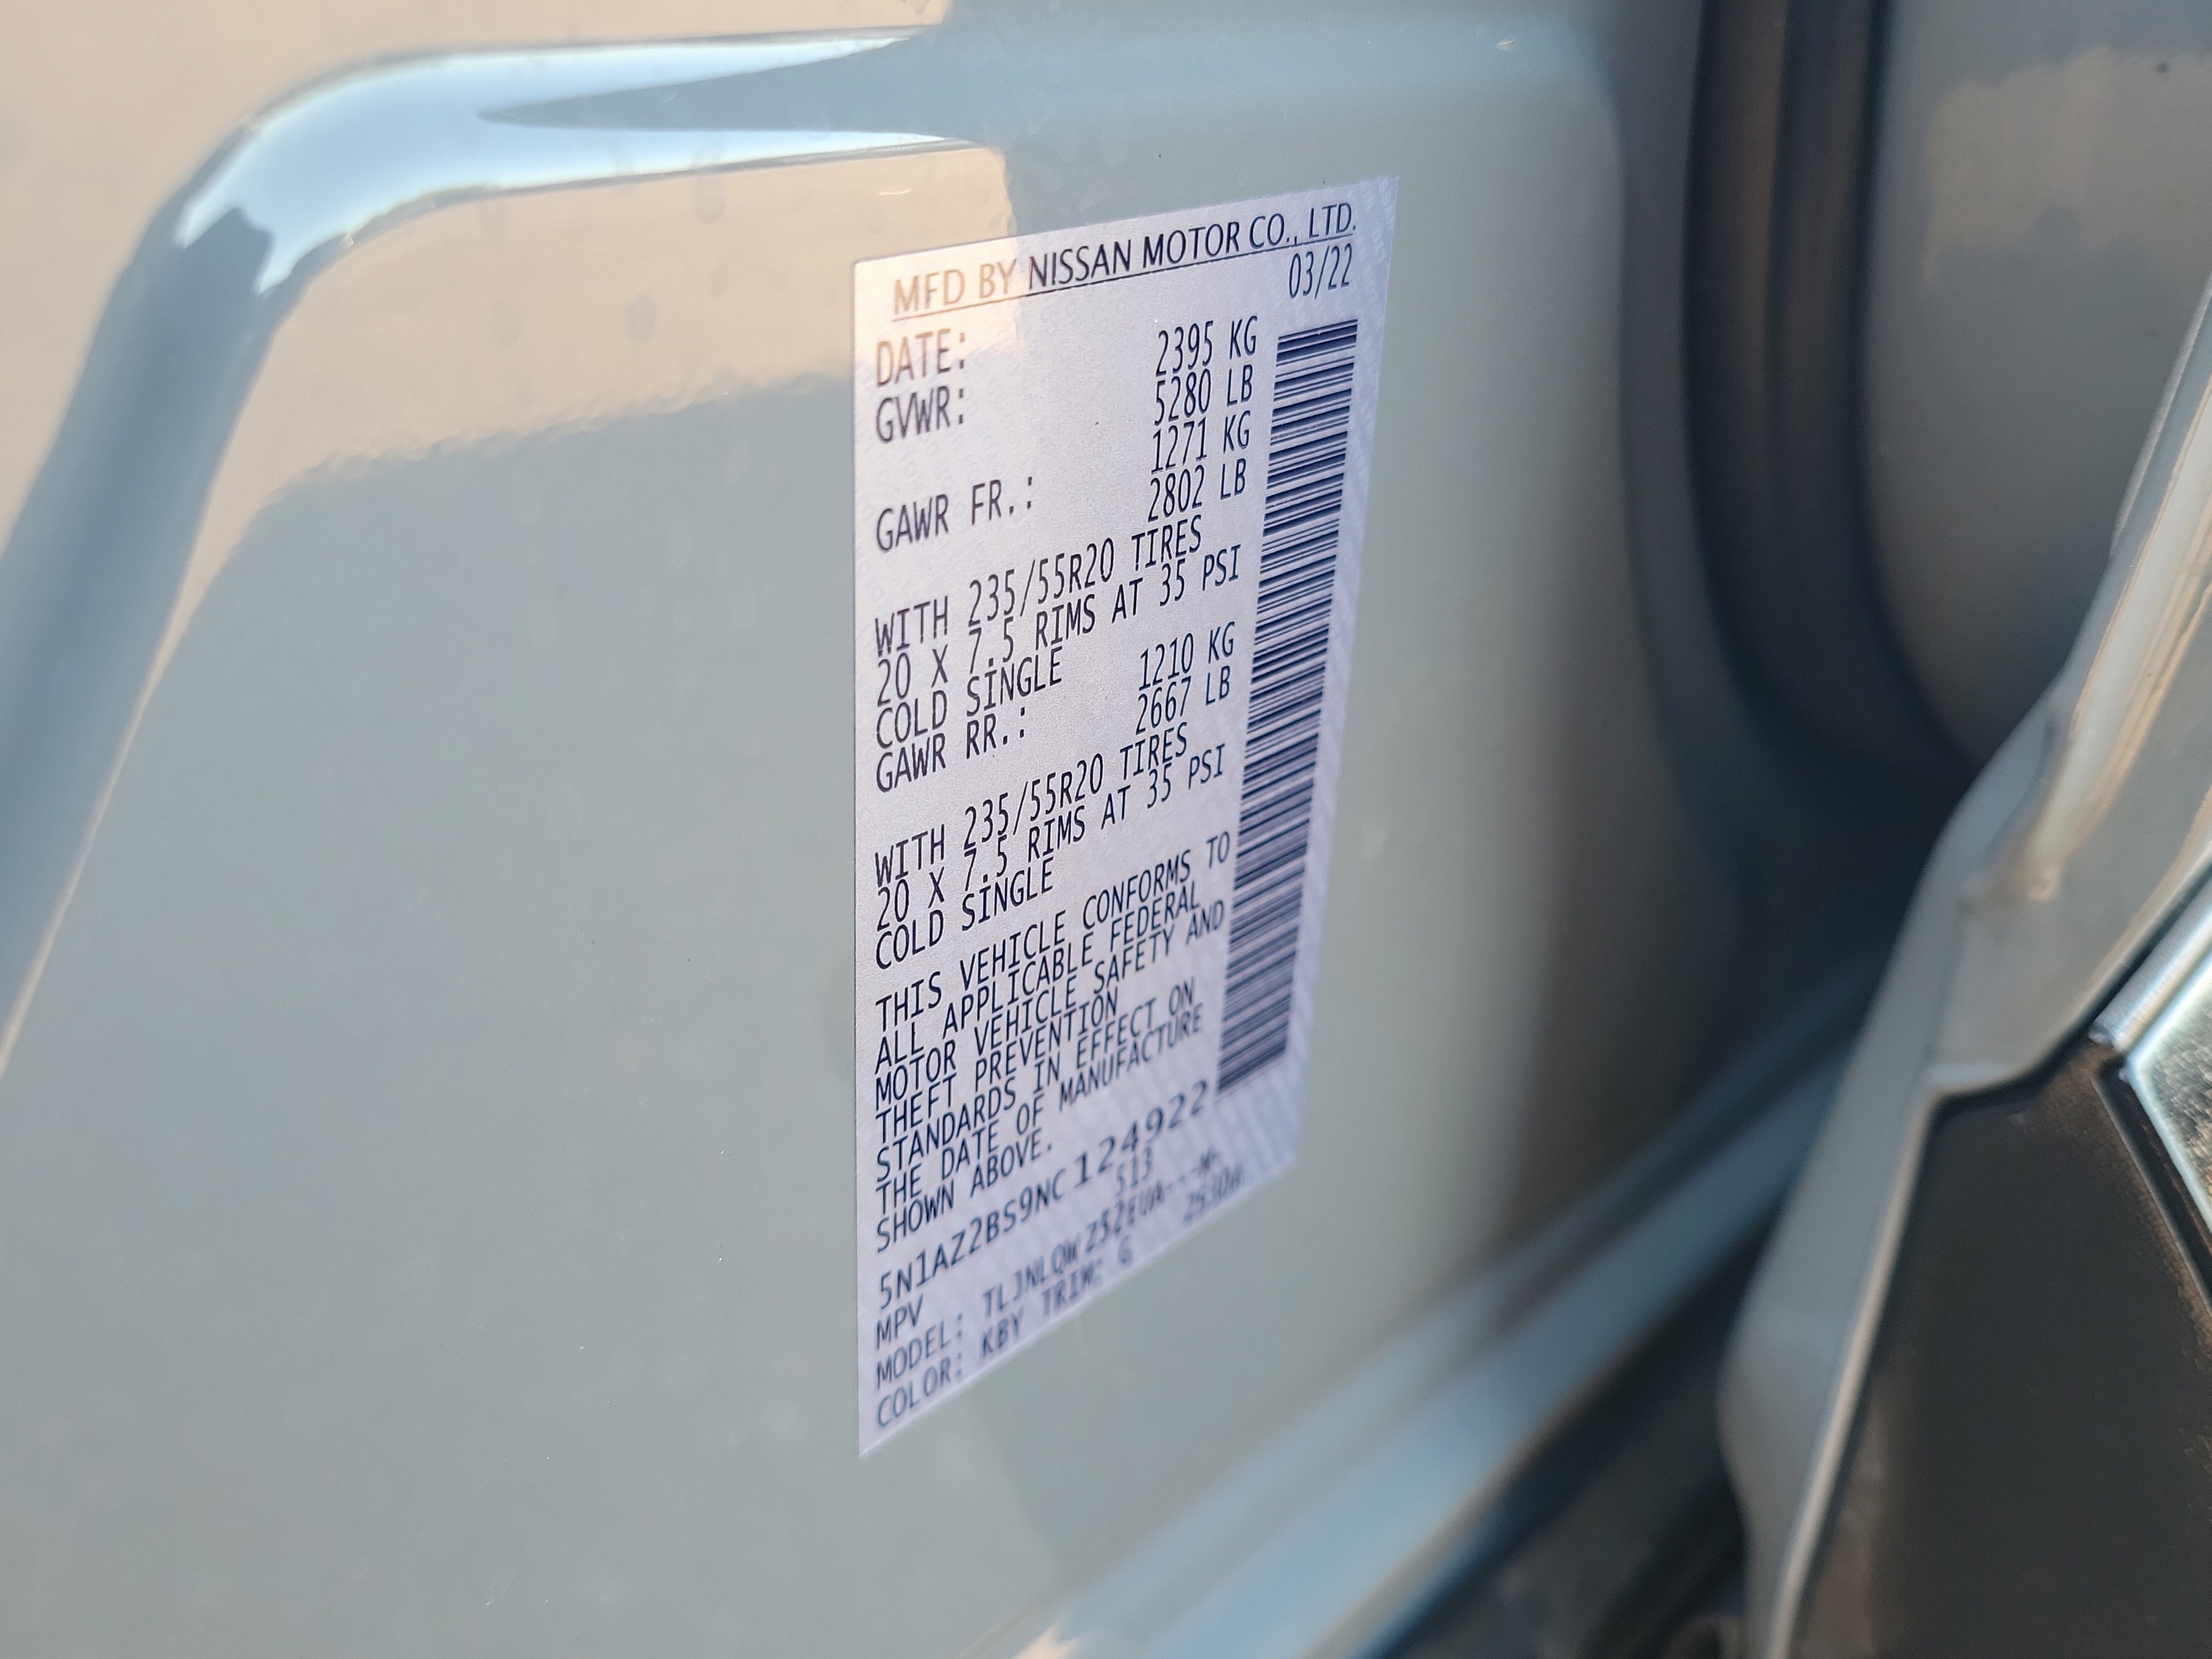 MFD BY NISSAN MOTOR CO., LTD.
DATE: 03/22
GVWR: 2395 KG
5280 LB
GAWR FR.: 1271 KG
2802 LB
WITH 235/55R20 TIRES
20 X 7.5 RIMS AT 35 PSI
COLD SINGLE
GAWR RR.: 1210 KG
2667 LB
WITH 235/55R20 TIRES
20 X 7.5 RIMS AT 35 PSI
COLD SINGLE
THIS VEHICLE CONFORMS TO
ALL APPLICABLE FEDERAL
MOTOR VEHICLE SAFETY AND
THEFT PREVENTION
STANDARDS IN EFFECT ON
THE DATE OF MANUFACTURE
SHOWN ABOVE.
5N1AZ2BS9NC 124922
MPV 513
MODEL: TLJNLQW Z52EUA---M-
COLOR: KBY TRIM: G